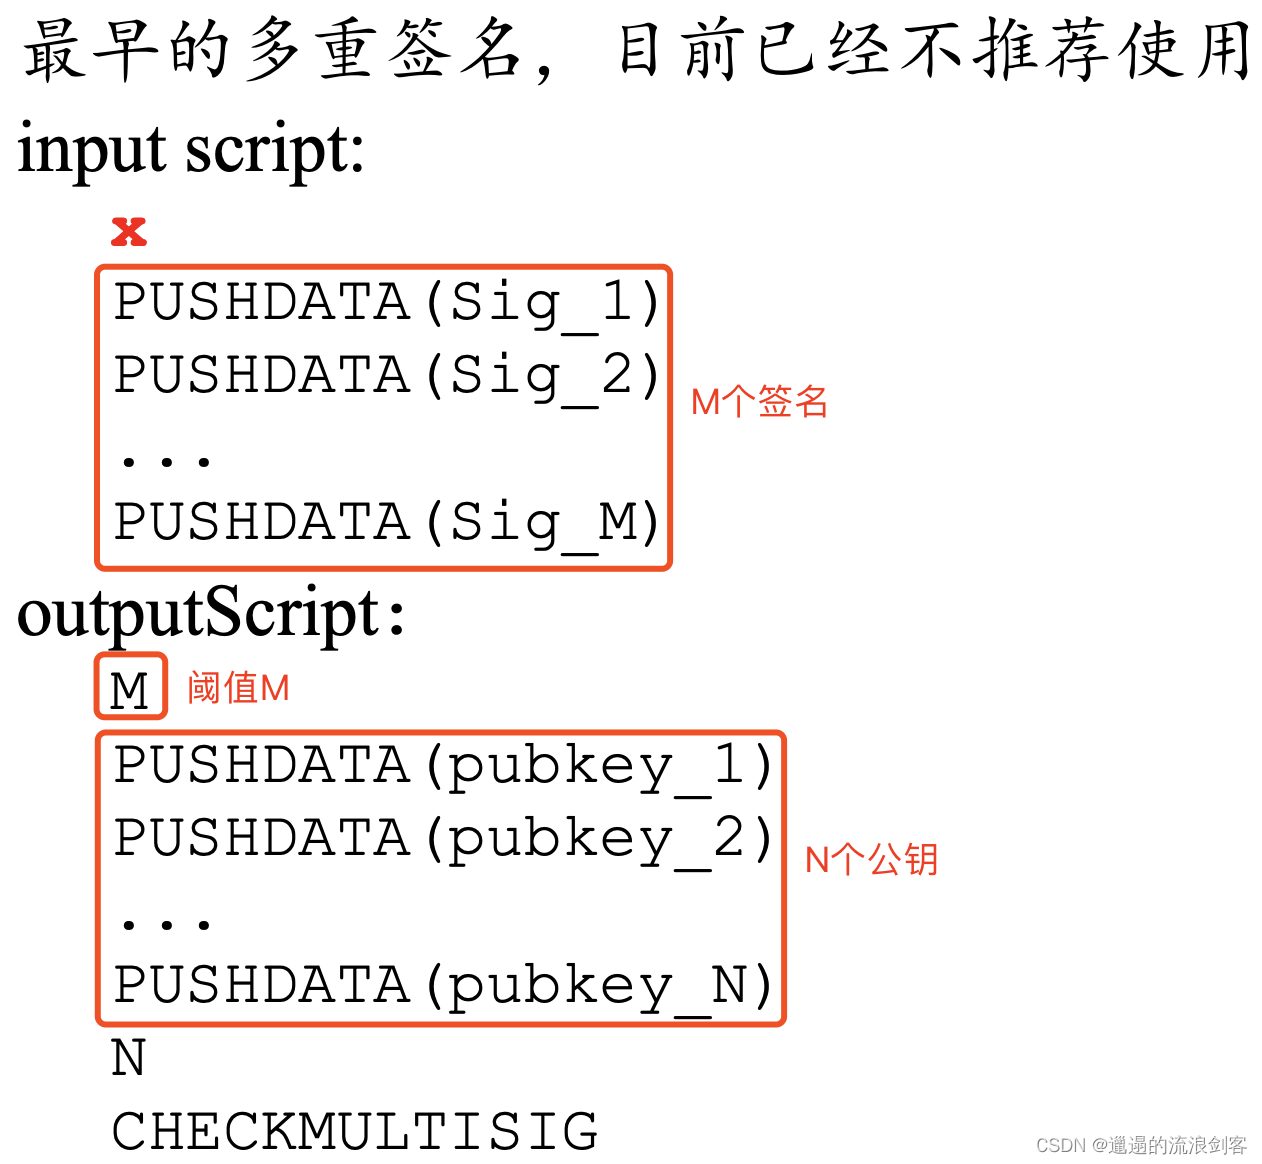 最早的多重签名，目前已经不推荐使用
input script:
x
PUSHDATA(Sig_1)
PUSHDATA(Sig_2)
M个签名
...
PUSHDATA(Sig_M)
outputScript:
M 阈值M
PUSHDATA(pubkey_1)
PUSHDATA(pubkey_2)
N个公钥
...
PUSHDATA(pubkey_N)
N
CHECKMULTISIG
CSDN @邋遢的流浪剑客